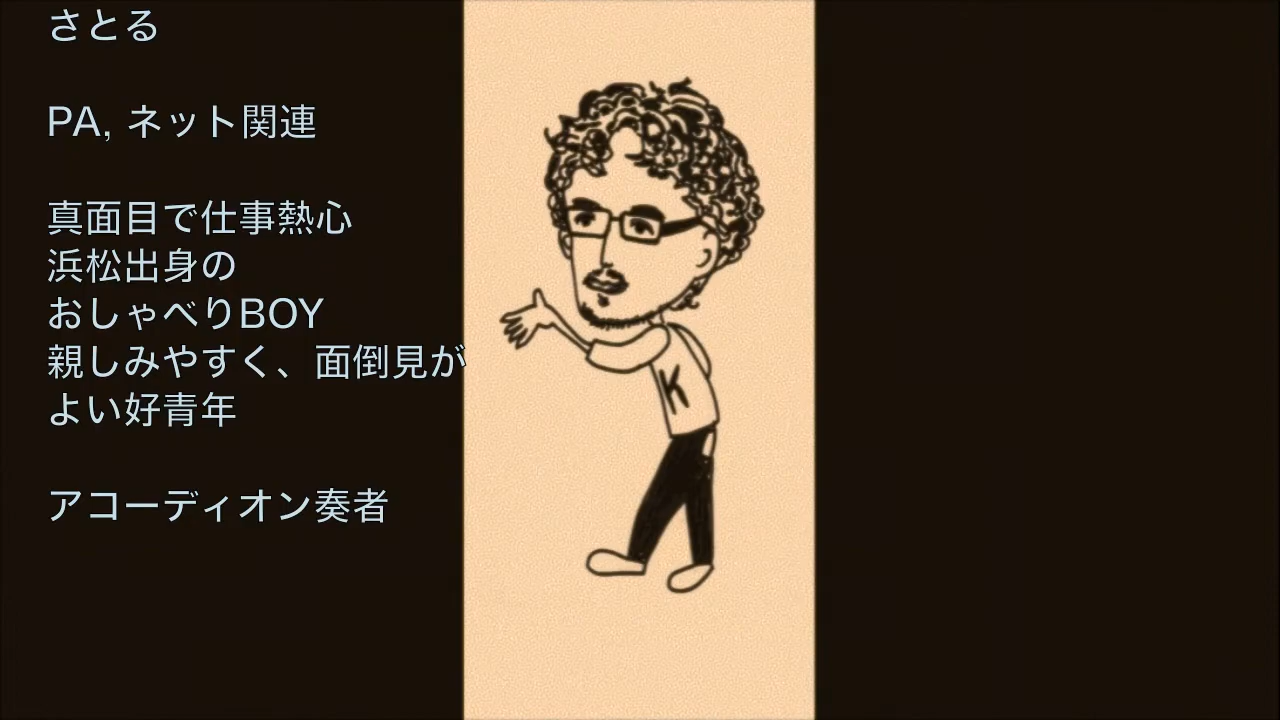 さとる
PA, ネット関連
真面目で仕事熱心
浜松出身の
おしゃべりBOY
親しみやすく、面倒見が
よい好青年
アコーディオン奏者
K